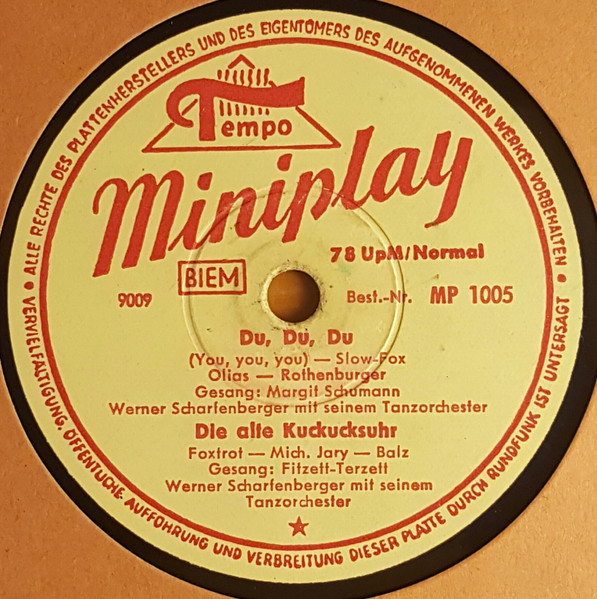 ALLE RECHTE DES PLATTENHERSTELLERS UND DES EIGENTÜMERS DES AUFGENOMMENEN WERKES VORBEHALTEN
Tempo
Miniplay
78 UpM/Normal
BIEM
9009
Best.-Nr. MP 1005
Du, Du, Du
(You, you, you) — Slow-Fox
Olias — Rothenburger
Gesang: Margit Schumann
Werner Scharfenberger mit seinem Tanzorchester
Die alte Kuckucksuhr
Foxtrot — Mich. Jary — Balz
Gesang: Fitzett-Terzett
Werner Scharfenberger mit seinem
Tanzorchester
VERVIELFÄLTIGUNG, ÖFFENTLICHE AUFFÜHRUNG UND VERBREITUNG DIESER PLATTE DURCH RUNDFUNK IST UNTERSAGT